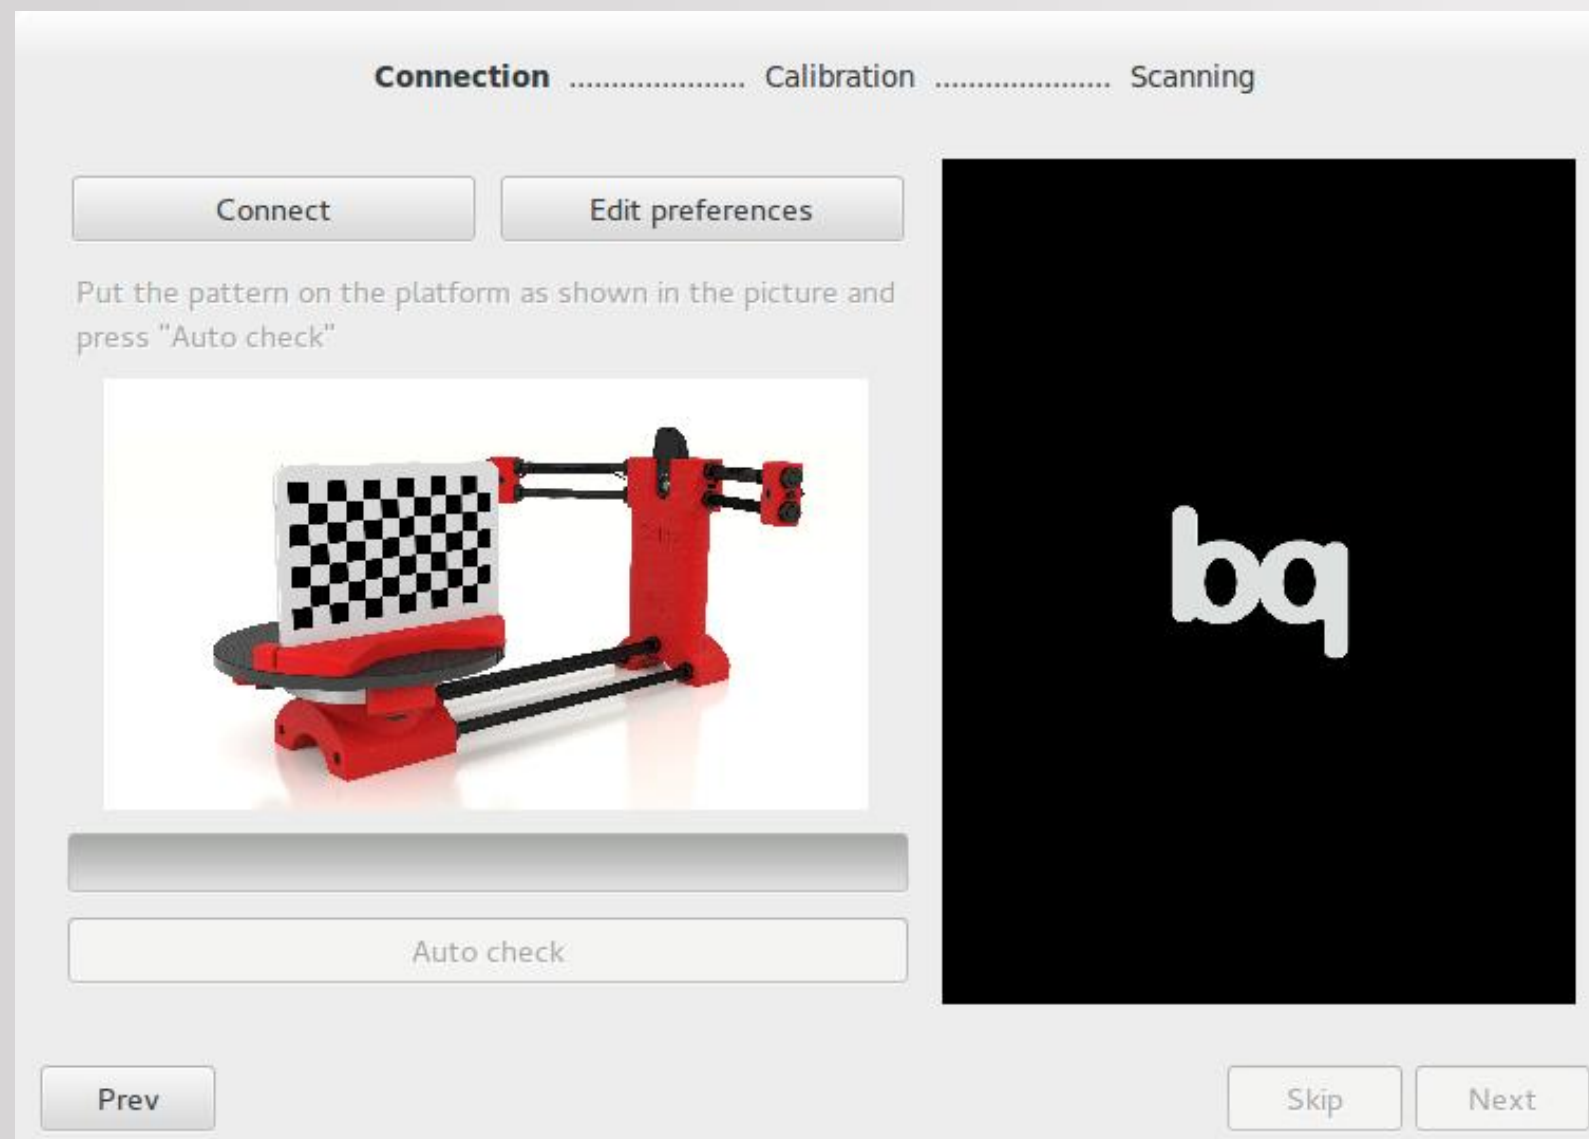 Connection ..................... Calibration ..................... Scanning
Connect
Edit preferences
Put the pattern on the platform as shown in the picture and
press "Auto check"
bq
Auto check
Prev
Skip
Next